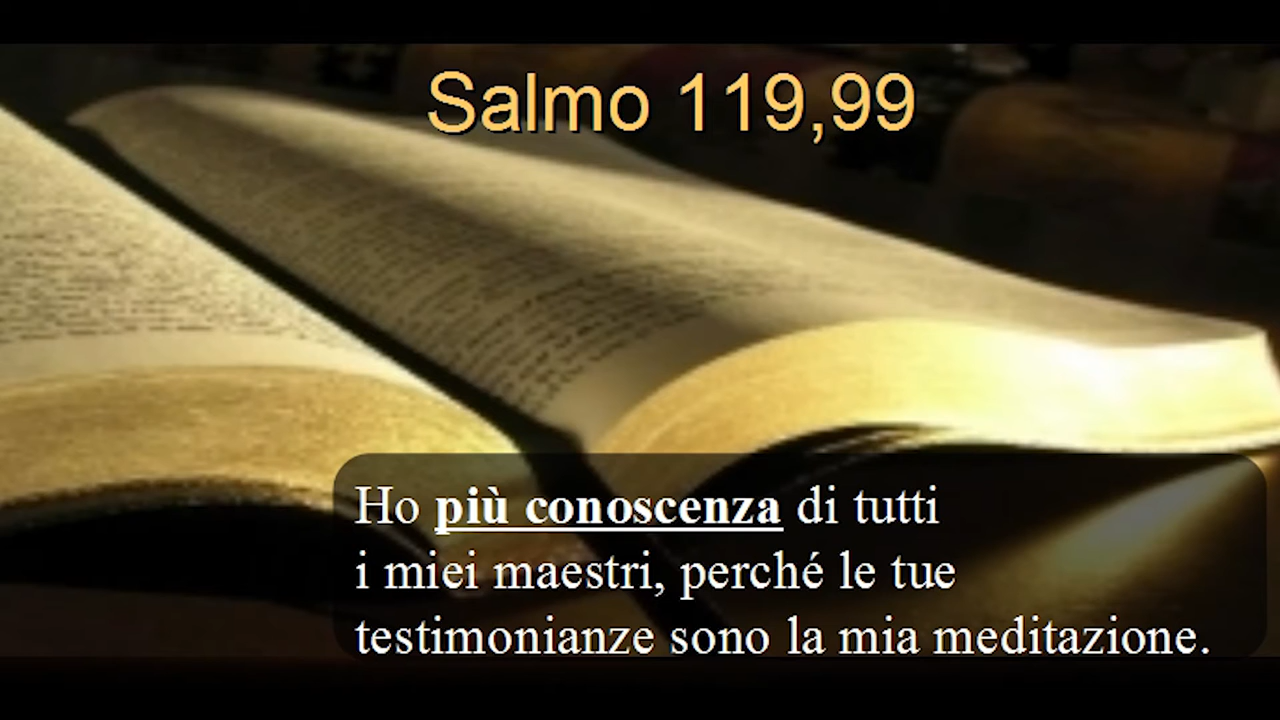 Salmo 119,99
Ho più conoscenza di tutti
i miei maestri, perché le tue
testimonianze sono la mia meditazione.